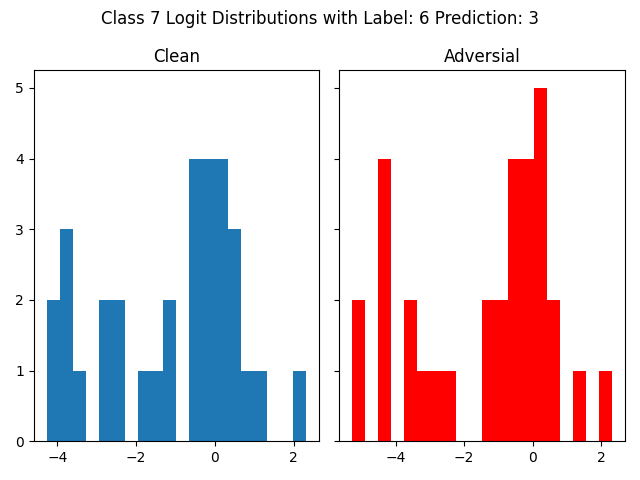 Class 7 Logit Distributions with Label: 6 Prediction: 3
Clean
Adversial
5
4
3
2
1
0
−4 −2 0 2
−4 −2 0 2